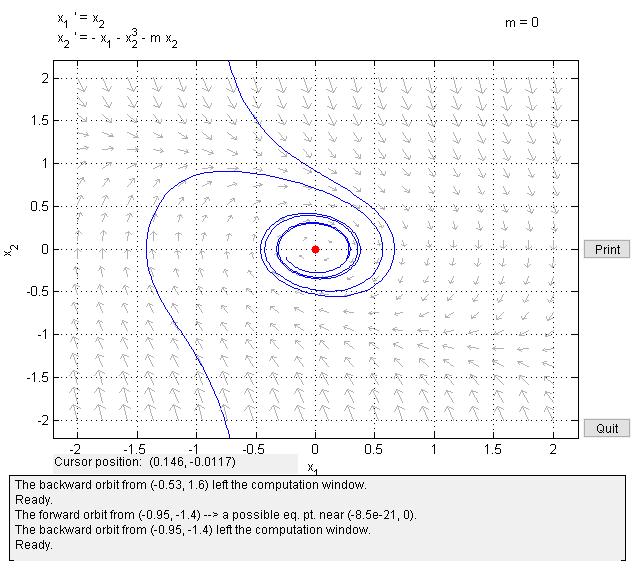 x1 ' = x2
x2 ' = - x1 - x2^3 - m x2
m = 0
2
1.5
1
0.5
0
-0.5
-1
-1.5
-2
x2
-2
-1.5
-1
-0.5
0
0.5
1
1.5
2
x1
Print
Quit
Cursor position: (0.146, -0.0117)
The backward orbit from (-0.53, 1.6) left the computation window.
Ready.
The forward orbit from (-0.95, -1.4) --> a possible eq. pt. near (-8.5e-21, 0).
The backward orbit from (-0.95, -1.4) left the computation window.
Ready.